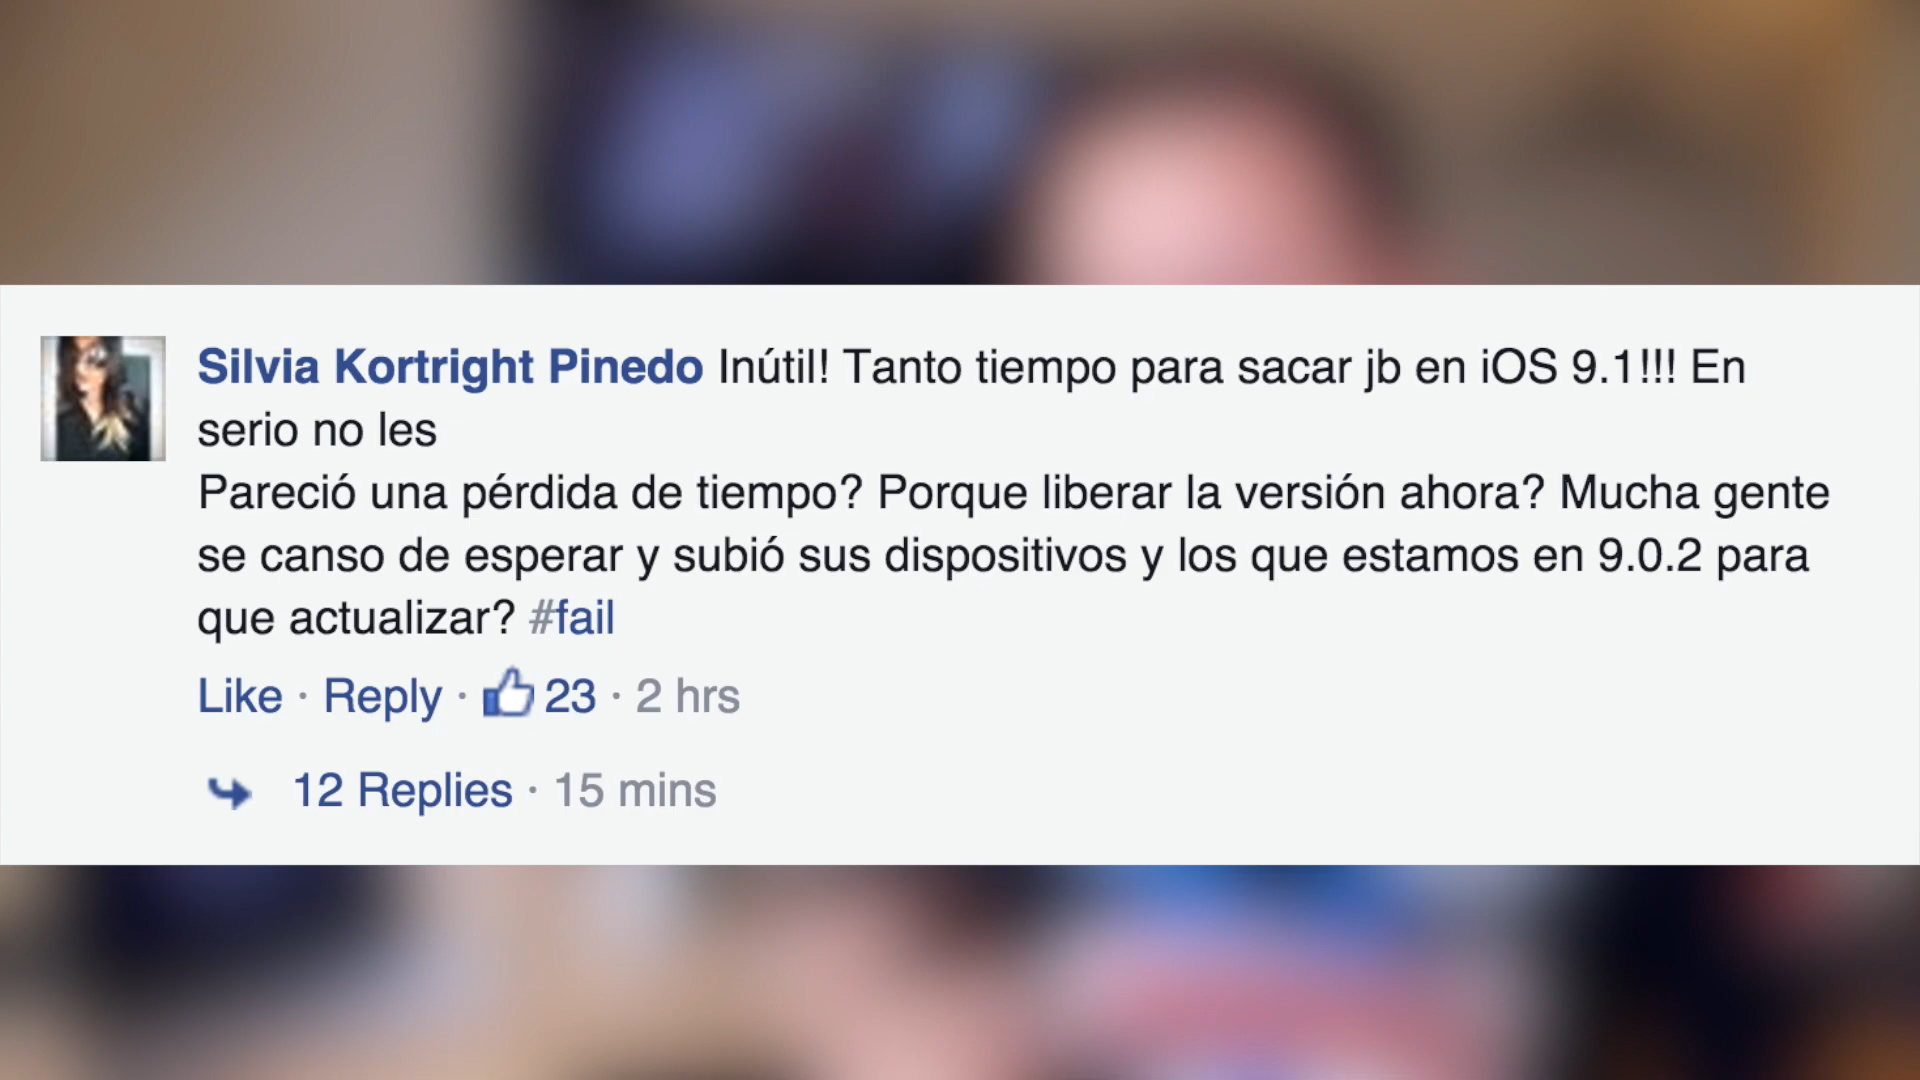 Silvia Kortright Pinedo Inútil! Tanto tiempo para sacar jb en iOS 9.1!!! En
serio no les
Pareció una pérdida de tiempo? Porque liberar la versión ahora? Mucha gente
se canso de esperar y subió sus dispositivos y los que estamos en 9.0.2 para
que actualizar? #fail
Like · Reply · 23 · 2 hrs
12 Replies · 15 mins